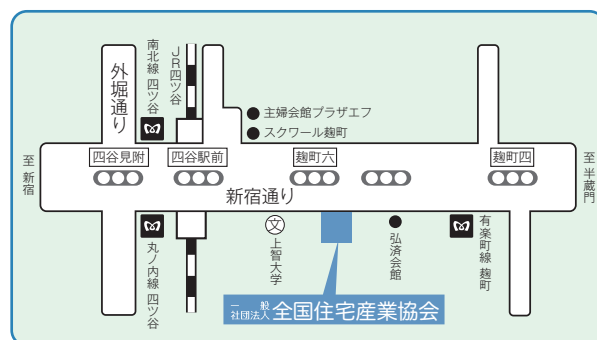 外堀通り
南北線 四ツ谷
JR四ツ谷
主婦会館プラザエフ
スクワール麹町
至 新宿
四谷見附
四谷駅前
麹町六
麹町四
至 半蔵門
新宿通り
丸ノ内線 四ツ谷
文
上智大学
弘済会館
有楽町線 麹町
一般社団法人 全国住宅産業協会